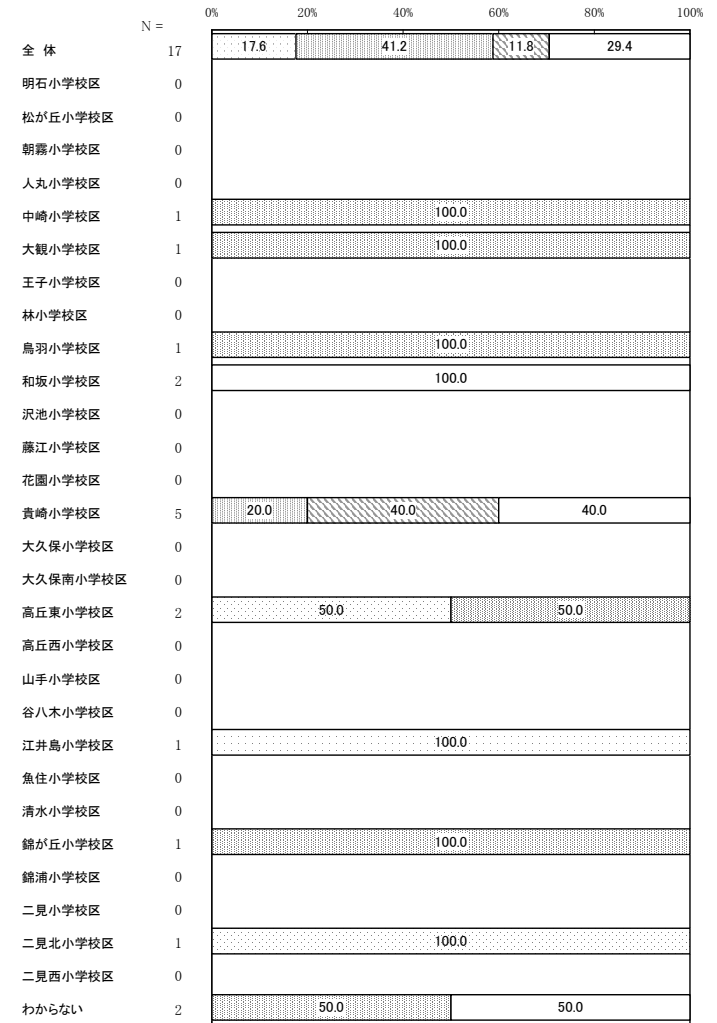 0% 20% 40% 60% 80% 100%
N =
全 体 17 17.6 41.2 11.8 29.4
明石小学校区 0
松が丘小学校区 0
朝霧小学校区 0
人丸小学校区 0
中崎小学校区 1 100.0
大観小学校区 1 100.0
王子小学校区 0
林小学校区 0
鳥羽小学校区 1 100.0
和坂小学校区 2 100.0
沢池小学校区 0
藤江小学校区 0
花園小学校区 0
貴崎小学校区 5 20.0 40.0 40.0
大久保小学校区 0
大久保南小学校区 0
高丘東小学校区 2 50.0 50.0
高丘西小学校区 0
山手小学校区 0
谷八木小学校区 0
江井島小学校区 1 100.0
魚住小学校区 0
清水小学校区 0
錦が丘小学校区 1 100.0
錦浦小学校区 0
二見小学校区 0
二見北小学校区 1 100.0
二見西小学校区 0
わからない 2 50.0 50.0